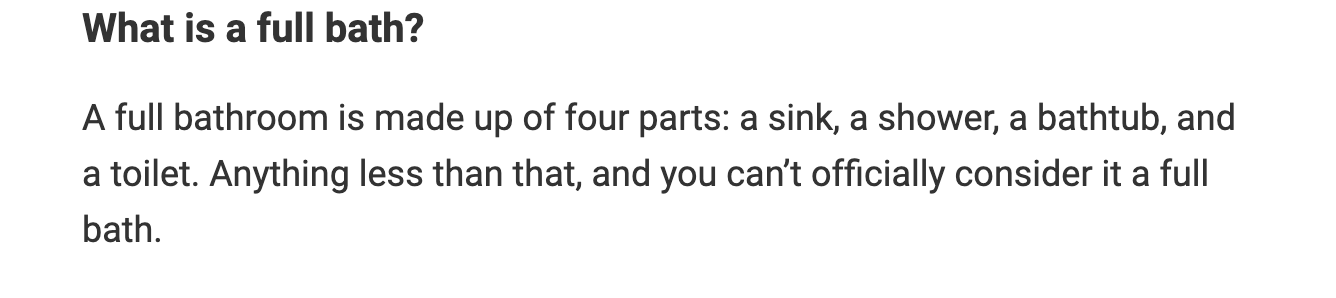 What is a full bath?
A full bathroom is made up of four parts: a sink, a shower, a bathtub, and
a toilet. Anything less than that, and you can’t officially consider it a full
bath.